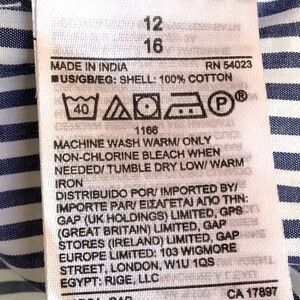 12
16
MADE IN INDIA RN 54023
■US/GB/EG: SHELL: 100% COTTON
40 P
1166
MACHINE WASH WARM/ ONLY
NON-CHLORINE BLEACH WHEN
NEEDED/ TUMBLE DRY LOW/ WARM
IRON
DISTRIBUIDO POR/ IMPORTED BY/
IMPORTE PAR/ ΕΙΣΑΓΕΤΑΙ ΑΠΟ ΤΗΝ:
GAP (UK HOLDINGS) LIMITED, GPS
(GREAT BRITAIN) LIMITED, GAP
STORES (IRELAND) LIMITED, GAP
EUROPE LIMITED: 103 WIGMORE
STREET, LONDON, W1U 1QS
EGYPT: RIGE, LLC
CA 17897